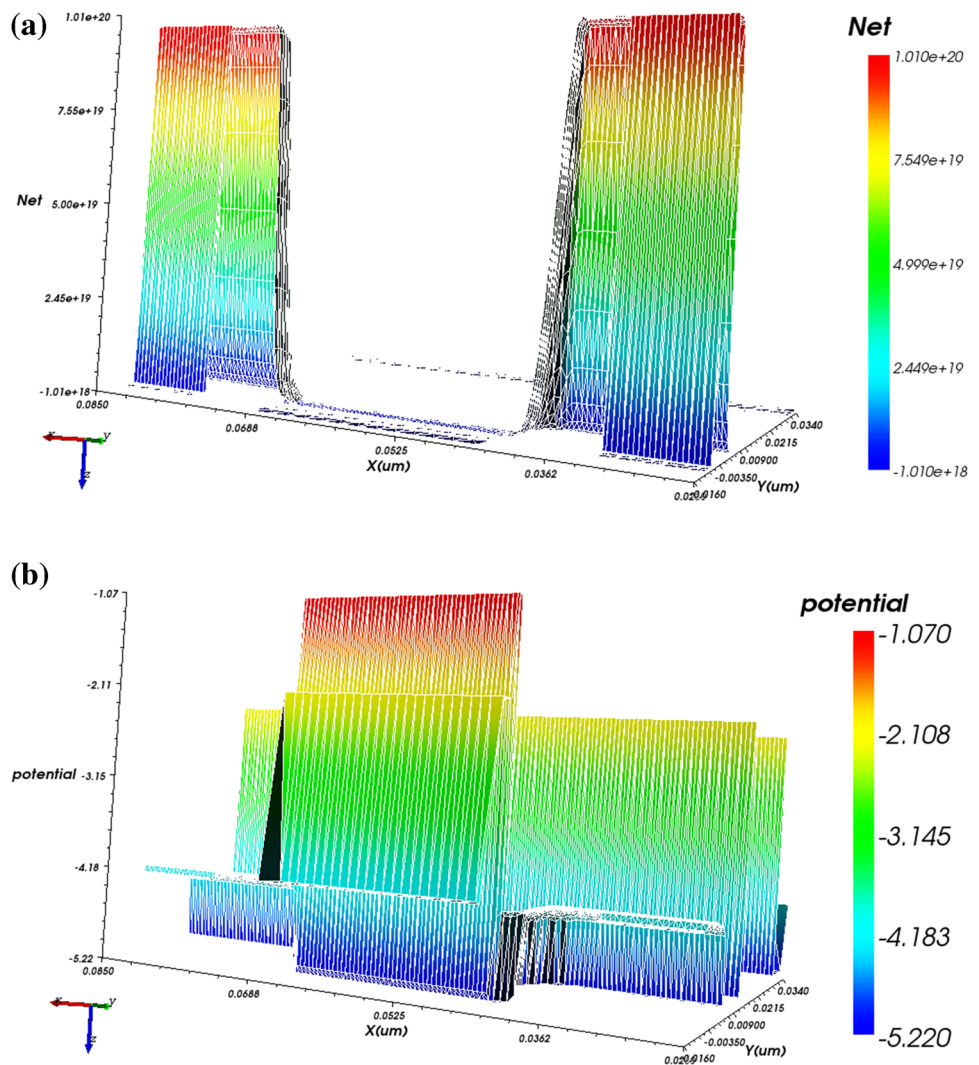 (a)
Net
1.01e+20
7.55e+19
Net
5.00e+19
2.45e+19
-1.01e+18
0.0850
0.0688
0.0525
X(um)
0.0362
0.0160
-0.00350
0.00900
0.0215
0.0340
Y(um)
1.010e+20
7.549e+19
4.999e+19
2.449e+19
-1.010e+18
x
y
z
(b)
potential
-1.07
-2.11
potential
-3.15
-4.18
-5.22
0.0850
0.0688
0.0525
X(um)
0.0362
0.0160
-0.00350
0.00900
0.0215
0.0340
Y(um)
-1.070
-2.108
-3.145
-4.183
-5.220
x
y
z